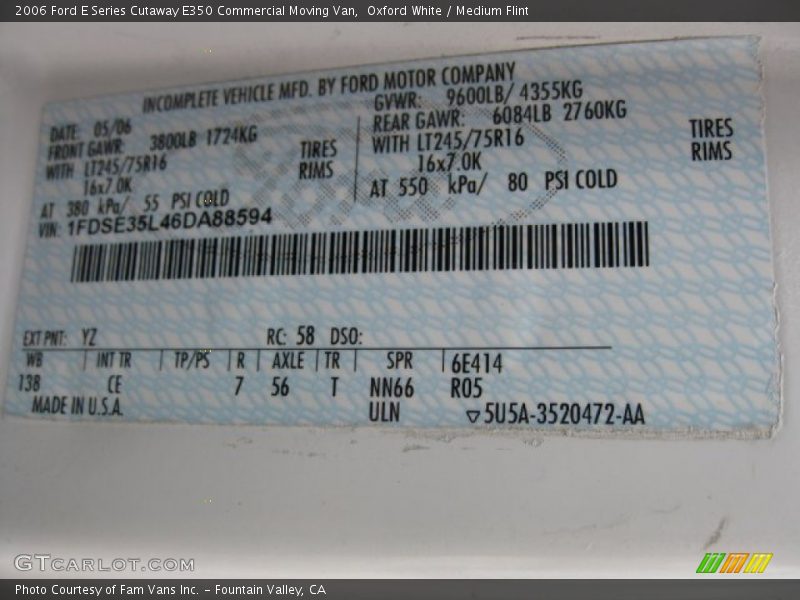 2006 Ford E Series Cutaway E350 Commercial Moving Van, Oxford White / Medium Flint
INCOMPLETE VEHICLE MFD. BY FORD MOTOR COMPANY
DATE: 05/06 GVWR: 9600LB/ 4355KG
FRONT GAWR: 3800LB 1724KG REAR GAWR: 6084LB 2760KG
WITH LT245/75R16 TIRES WITH LT245/75R16 TIRES
16x7.0K RIMS 16x7.0K RIMS
AT 380 kPa/ 55 PSI COLD AT 550 kPa/ 80 PSI COLD
VIN: 1FDSE35L46DA88594
EXT PNT: YZ RC: 58 DSO:
WB INT TR TP/PS R AXLE TR SPR 6E414
138 CE 7 56 T NN66 R05
MADE IN U.S.A. ULN ▽5U5A-3520472-AA
GTCARLOT.COM
Photo Courtesy of Fam Vans Inc. - Fountain Valley, CA